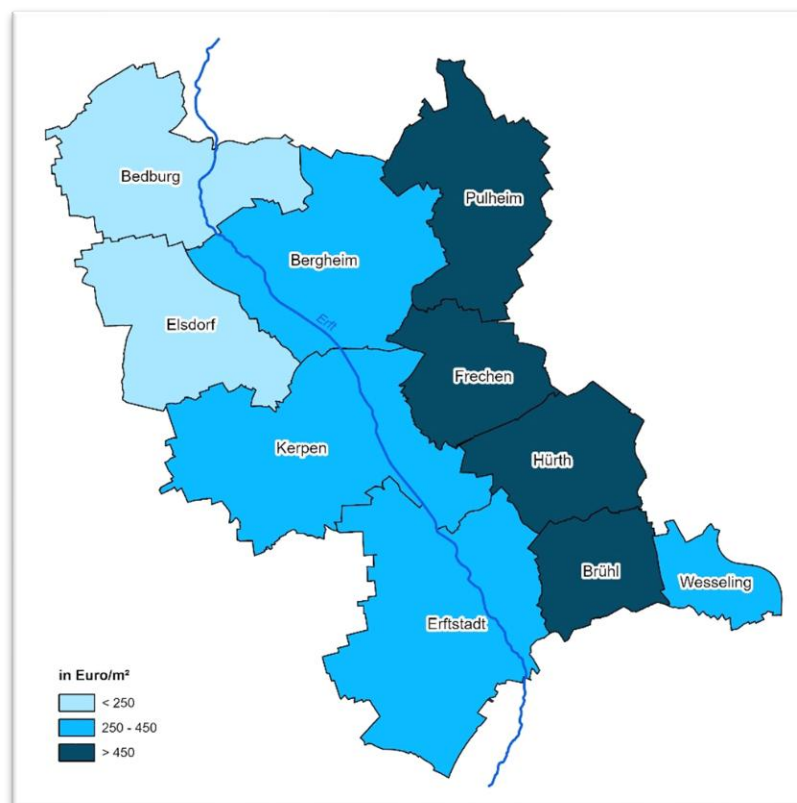 Bedburg
Pulheim
Bergheim
Erft
Elsdorf
Frechen
Kerpen
Hürth
Brühl
Wesseling
Erftstadt
in Euro/m²
< 250
250 - 450
> 450